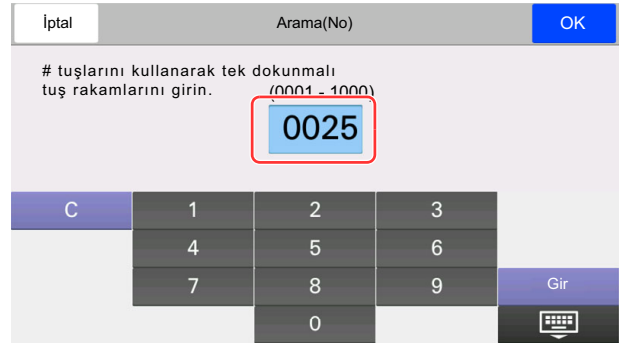 İptal
Arama(No)
OK
# tuşlarını kullanarak tek dokunmalı
tuş rakamlarını girin.
(0001 - 1000)
0025
C
1
2
3
4
5
6
7
8
9
Gir
0